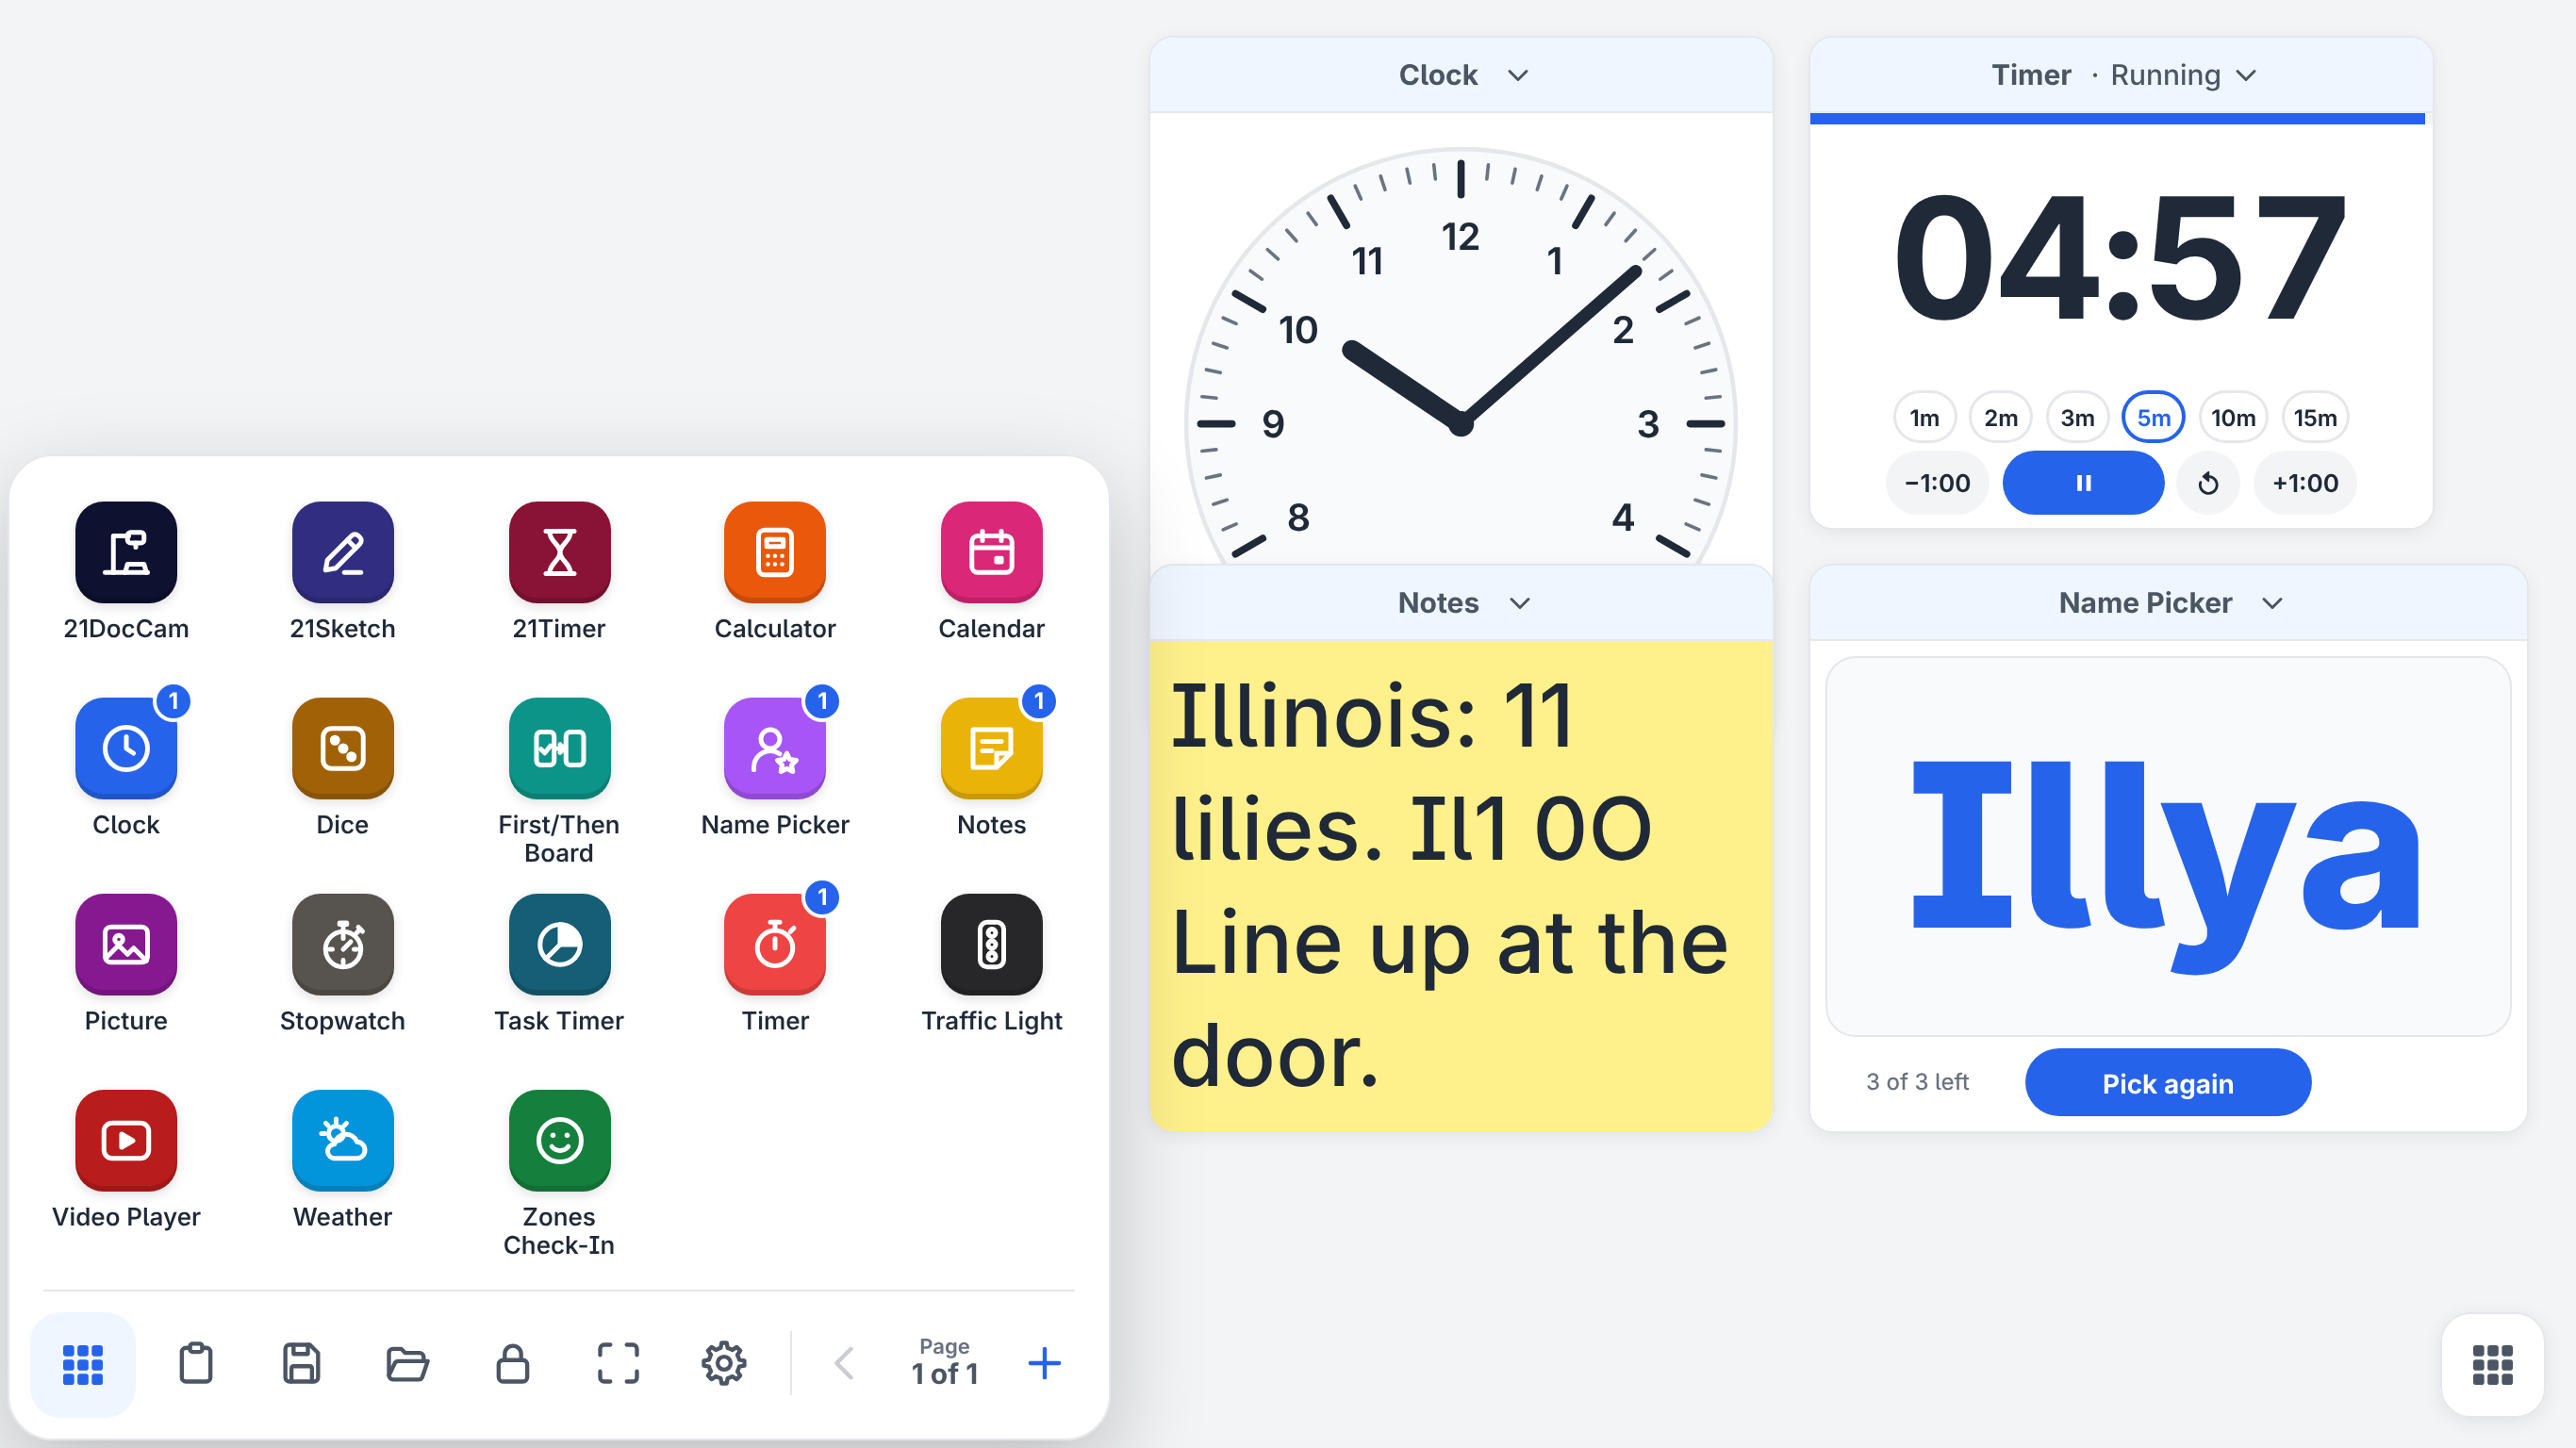 Clock
12
11
1
10
2
9
3
8
4
Timer · Running
04:57
1m 2m 3m 5m 10m 15m
−1:00
+1:00
Notes
Illinois: 11
lilies. Il1 0O
Line up at the
door.
Name Picker
Illya
3 of 3 left
Pick again
21DocCam
21Sketch
21Timer
Calculator
Calendar
1
Clock
Dice
First/Then
Board
1
Name Picker
1
Notes
Picture
Stopwatch
Task Timer
1
Timer
Traffic Light
Video Player
Weather
Zones
Check-In
Page
1 of 1